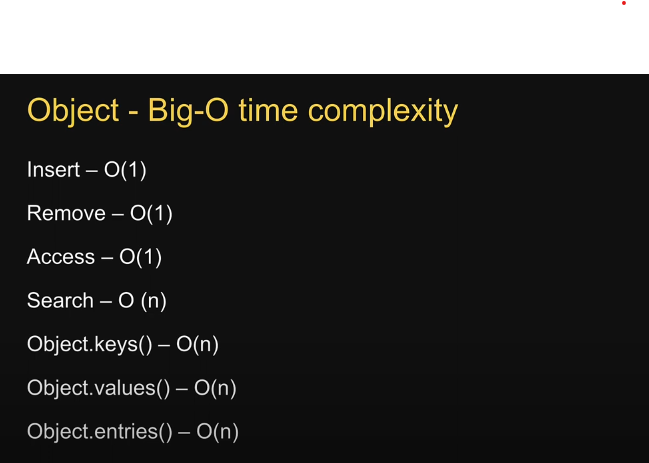 Object - Big-O time complexity
Insert – O(1)
Remove – O(1)
Access – O(1)
Search – O (n)
Object.keys() – O(n)
Object.values() – O(n)
Object.entries() – O(n)